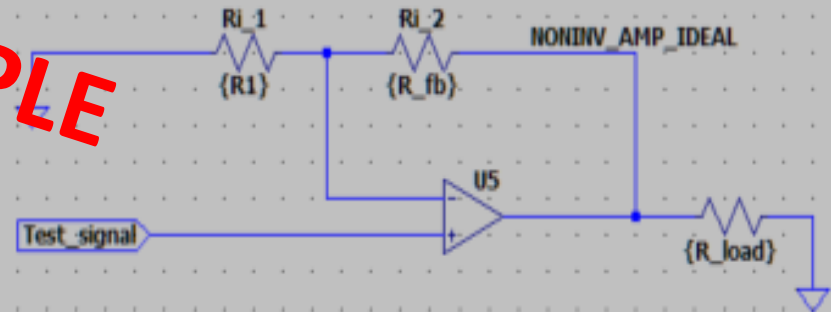 Ri_1
Ri_2
NONINV_AMP_IDEAL
{R1}
{R_fb}
PLE
U5
-
+
Test_signal
{R_load}